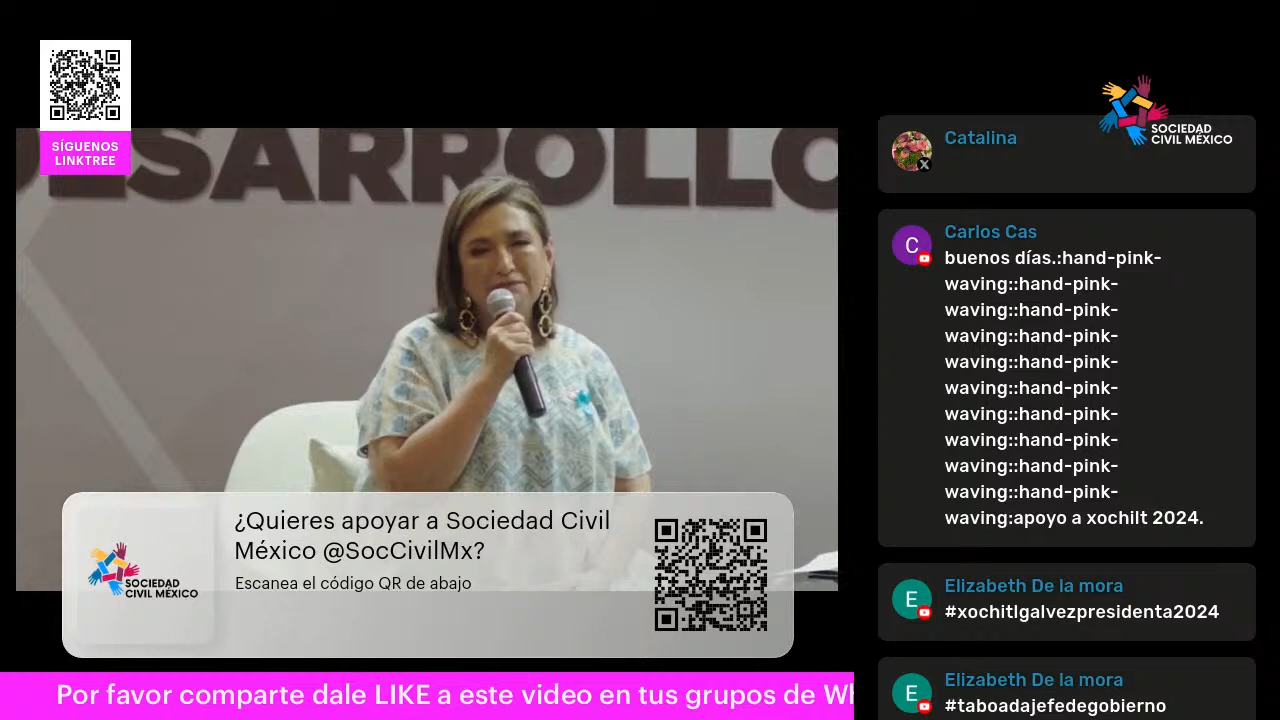 SÍGUENOS
LINKTREE
ESARROLLO
¿Quieres apoyar a Sociedad Civil
México @SocCivilMx?
Escanea el código QR de abajo
SOCIEDAD
CIVIL MÉXICO
Por favor comparte dale LIKE a este video en tus grupos de Wh
SOCIEDAD
CIVIL MÉXICO
Catalina
C
Carlos Cas
buenos días.:hand-pink-
waving::hand-pink-
waving::hand-pink-
waving::hand-pink-
waving::hand-pink-
waving::hand-pink-
waving::hand-pink-
waving::hand-pink-
waving::hand-pink-
waving::hand-pink-
waving:apoyo a xochilt 2024.
E
Elizabeth De la mora
#xochitlgalvezpresidenta2024
E
Elizabeth De la mora
#taboadajefedegobierno